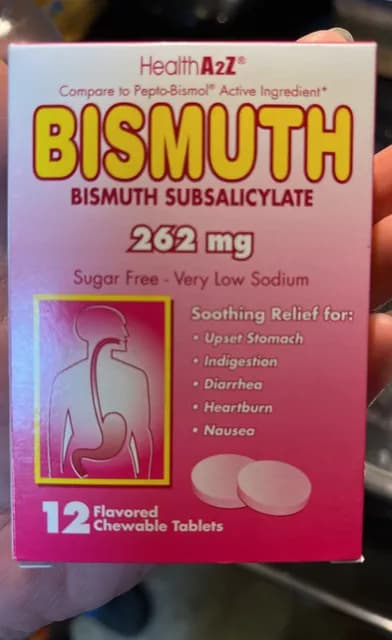 HealthA2Z®
Compare to Pepto-Bismol® Active Ingredient*
BISMUTH
BISMUTH SUBSALICYLATE
262 mg
Sugar Free - Very Low Sodium
Soothing Relief for:
• Upset Stomach
• Indigestion
• Diarrhea
• Heartburn
• Nausea
12 Flavored
Chewable Tablets